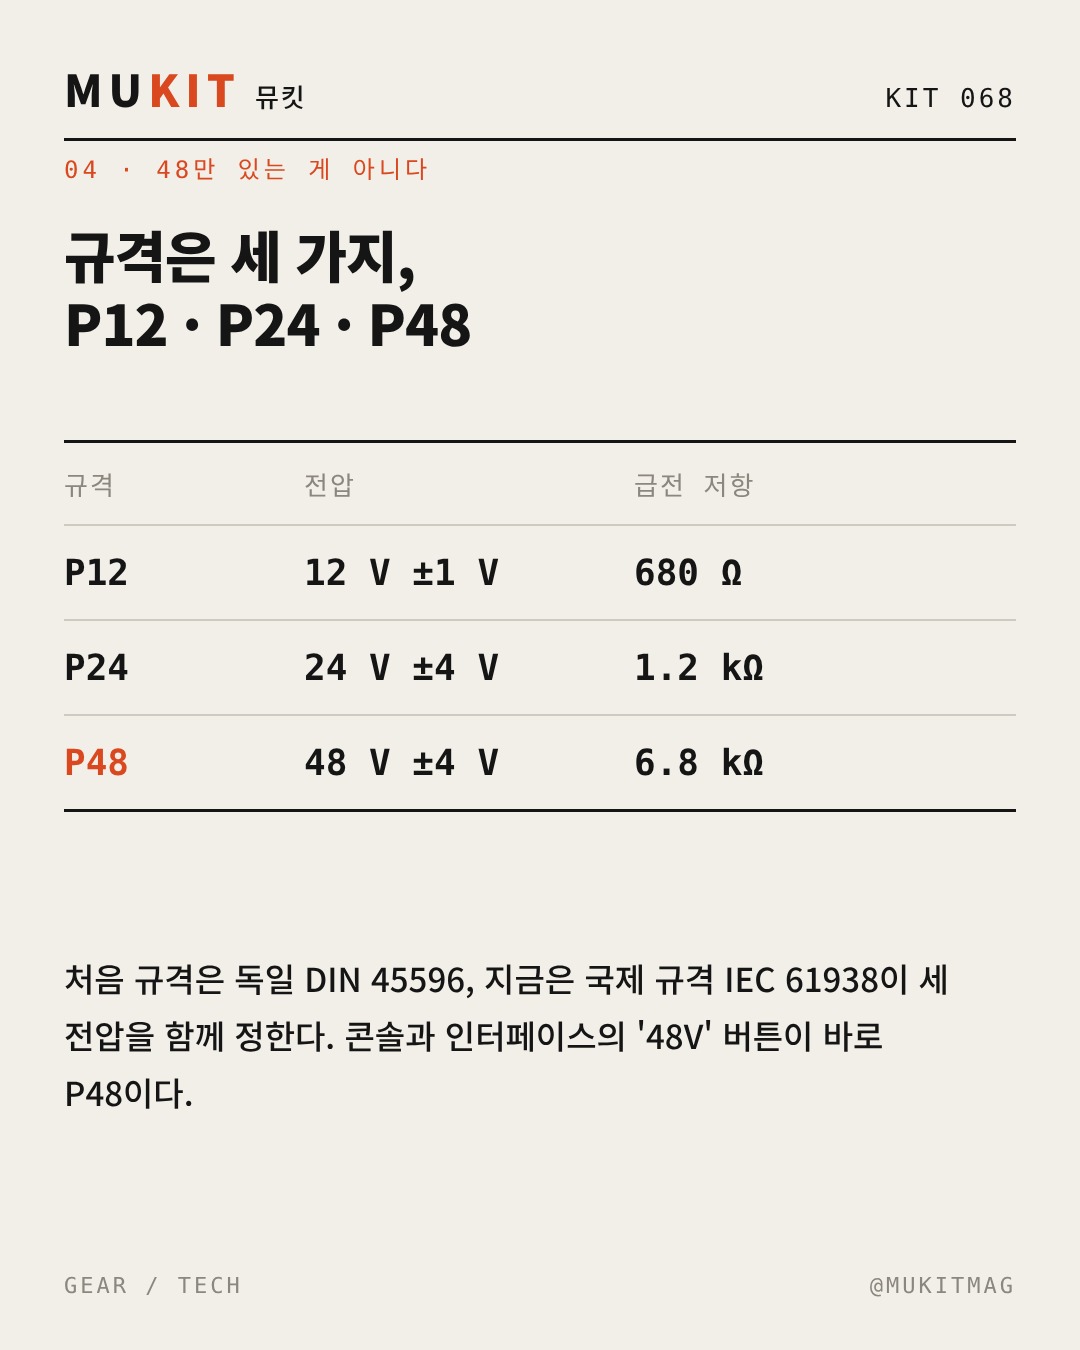 MUKIT 뮤킷
KIT 068
04 · 48만 있는 게 아니다
규격은 세 가지,
P12 · P24 · P48
규격 전압 급전 저항
P12 12 V ±1 V 680 Ω
P24 24 V ±4 V 1.2 kΩ
P48 48 V ±4 V 6.8 kΩ
처음 규격은 독일 DIN 45596, 지금은 국제 규격 IEC 61938이 세
전압을 함께 정한다. 콘솔과 인터페이스의 '48V' 버튼이 바로
P48이다.
GEAR / TECH
@MUKITMAG